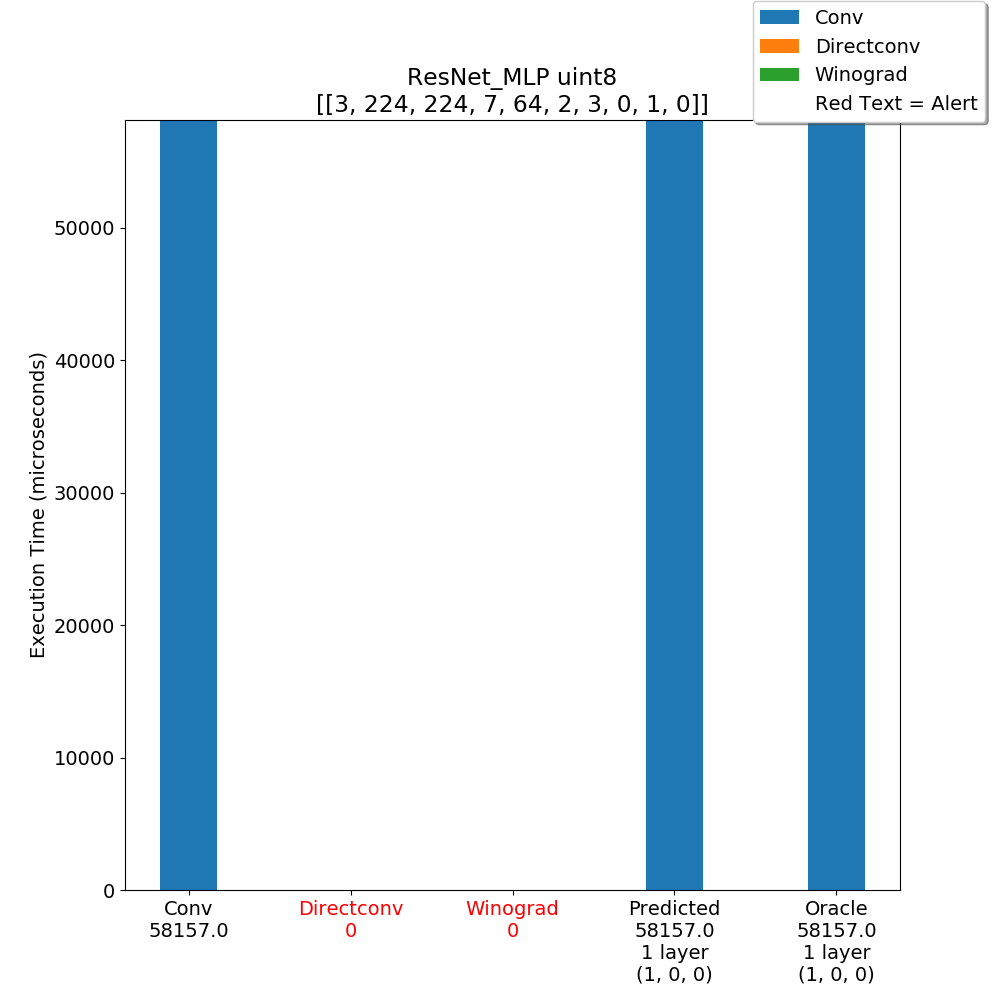 Conv
Directconv
Winograd
Red Text = Alert
ResNet_MLP uint8
[[3, 224, 224, 7, 64, 2, 3, 0, 1, 0]]
Execution Time (microseconds)
50000
40000
30000
20000
10000
0
Conv
58157.0
Directconv
0
Winograd
0
Predicted
58157.0
1 layer
(1, 0, 0)
Oracle
58157.0
1 layer
(1, 0, 0)